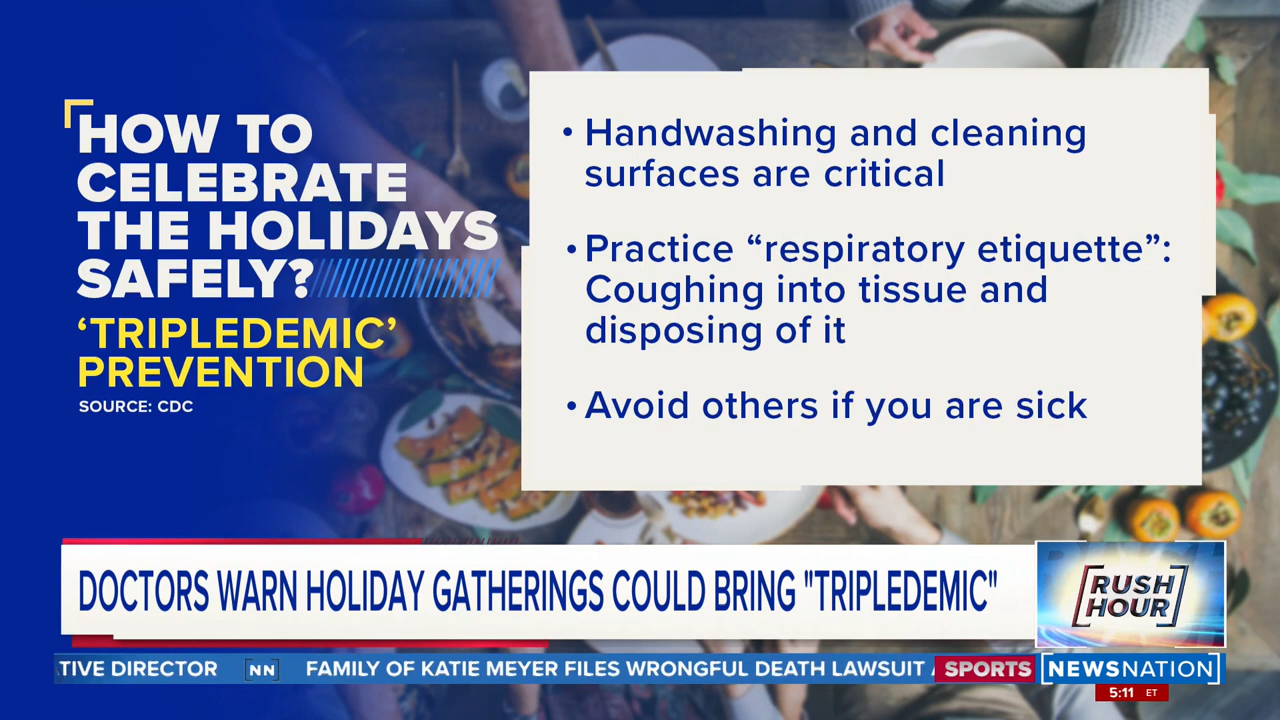 HOW TO
CELEBRATE
THE HOLIDAYS
SAFELY?
‘TRIPLEDEMIC’
PREVENTION
SOURCE: CDC
• Handwashing and cleaning
surfaces are critical
• Practice “respiratory etiquette”:
Coughing into tissue and
disposing of it
• Avoid others if you are sick
DOCTORS WARN HOLIDAY GATHERINGS COULD BRING "TRIPLEDEMIC"
RUSH
HOUR
TIVE DIRECTOR NN FAMILY OF KATIE MEYER FILES WRONGFUL DEATH LAWSUIT SPORTS NEWSNATION
5:11 ET